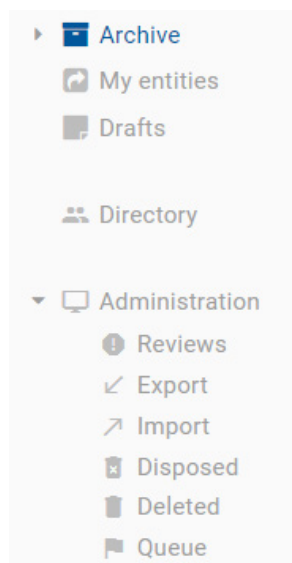 Archive
My entities
Drafts
Directory
Administration
Reviews
Export
Import
Disposed
Deleted
Queue